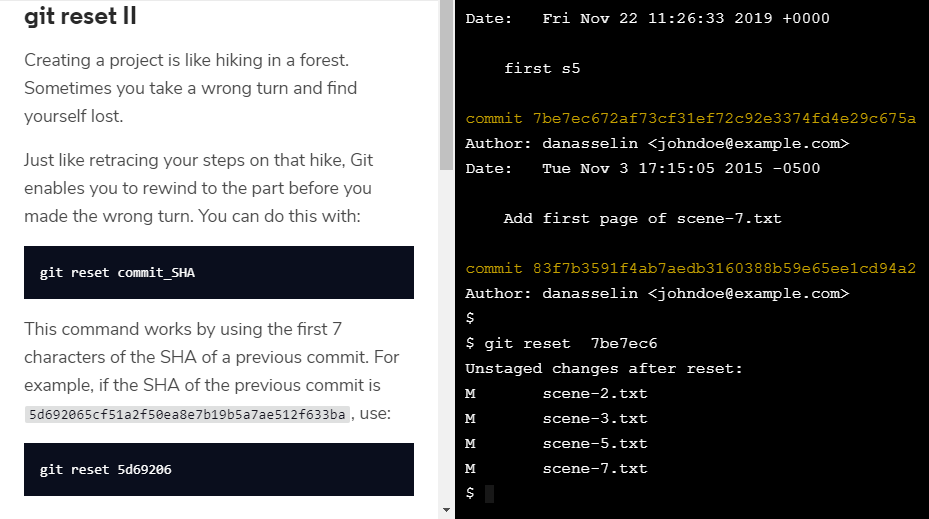 git reset II
Creating a project is like hiking in a forest.
Sometimes you take a wrong turn and find
yourself lost.
Just like retracing your steps on that hike, Git
enables you to rewind to the part before you
made the wrong turn. You can do this with:
git reset commit_SHA
This command works by using the first 7
characters of the SHA of a previous commit. For
example, if the SHA of the previous commit is
5d692065cf51a2f50ea8e7b19b5a7ae512f633ba, use:
git reset 5d69206
Date:   Fri Nov 22 11:26:33 2019 +0000
first s5
commit 7be7ec672af73cf31ef72c92e3374fd4e29c675a
Author: danasselin <johndoe@example.com>
Date:   Tue Nov 3 17:15:05 2015 -0500
Add first page of scene-7.txt
commit 83f7b3591f4ab7aedb3160388b59e65ee1cd94a2
Author: danasselin <johndoe@example.com>
$
$ git reset  7be7ec6
Unstaged changes after reset:
M       scene-2.txt
M       scene-3.txt
M       scene-5.txt
M       scene-7.txt
$